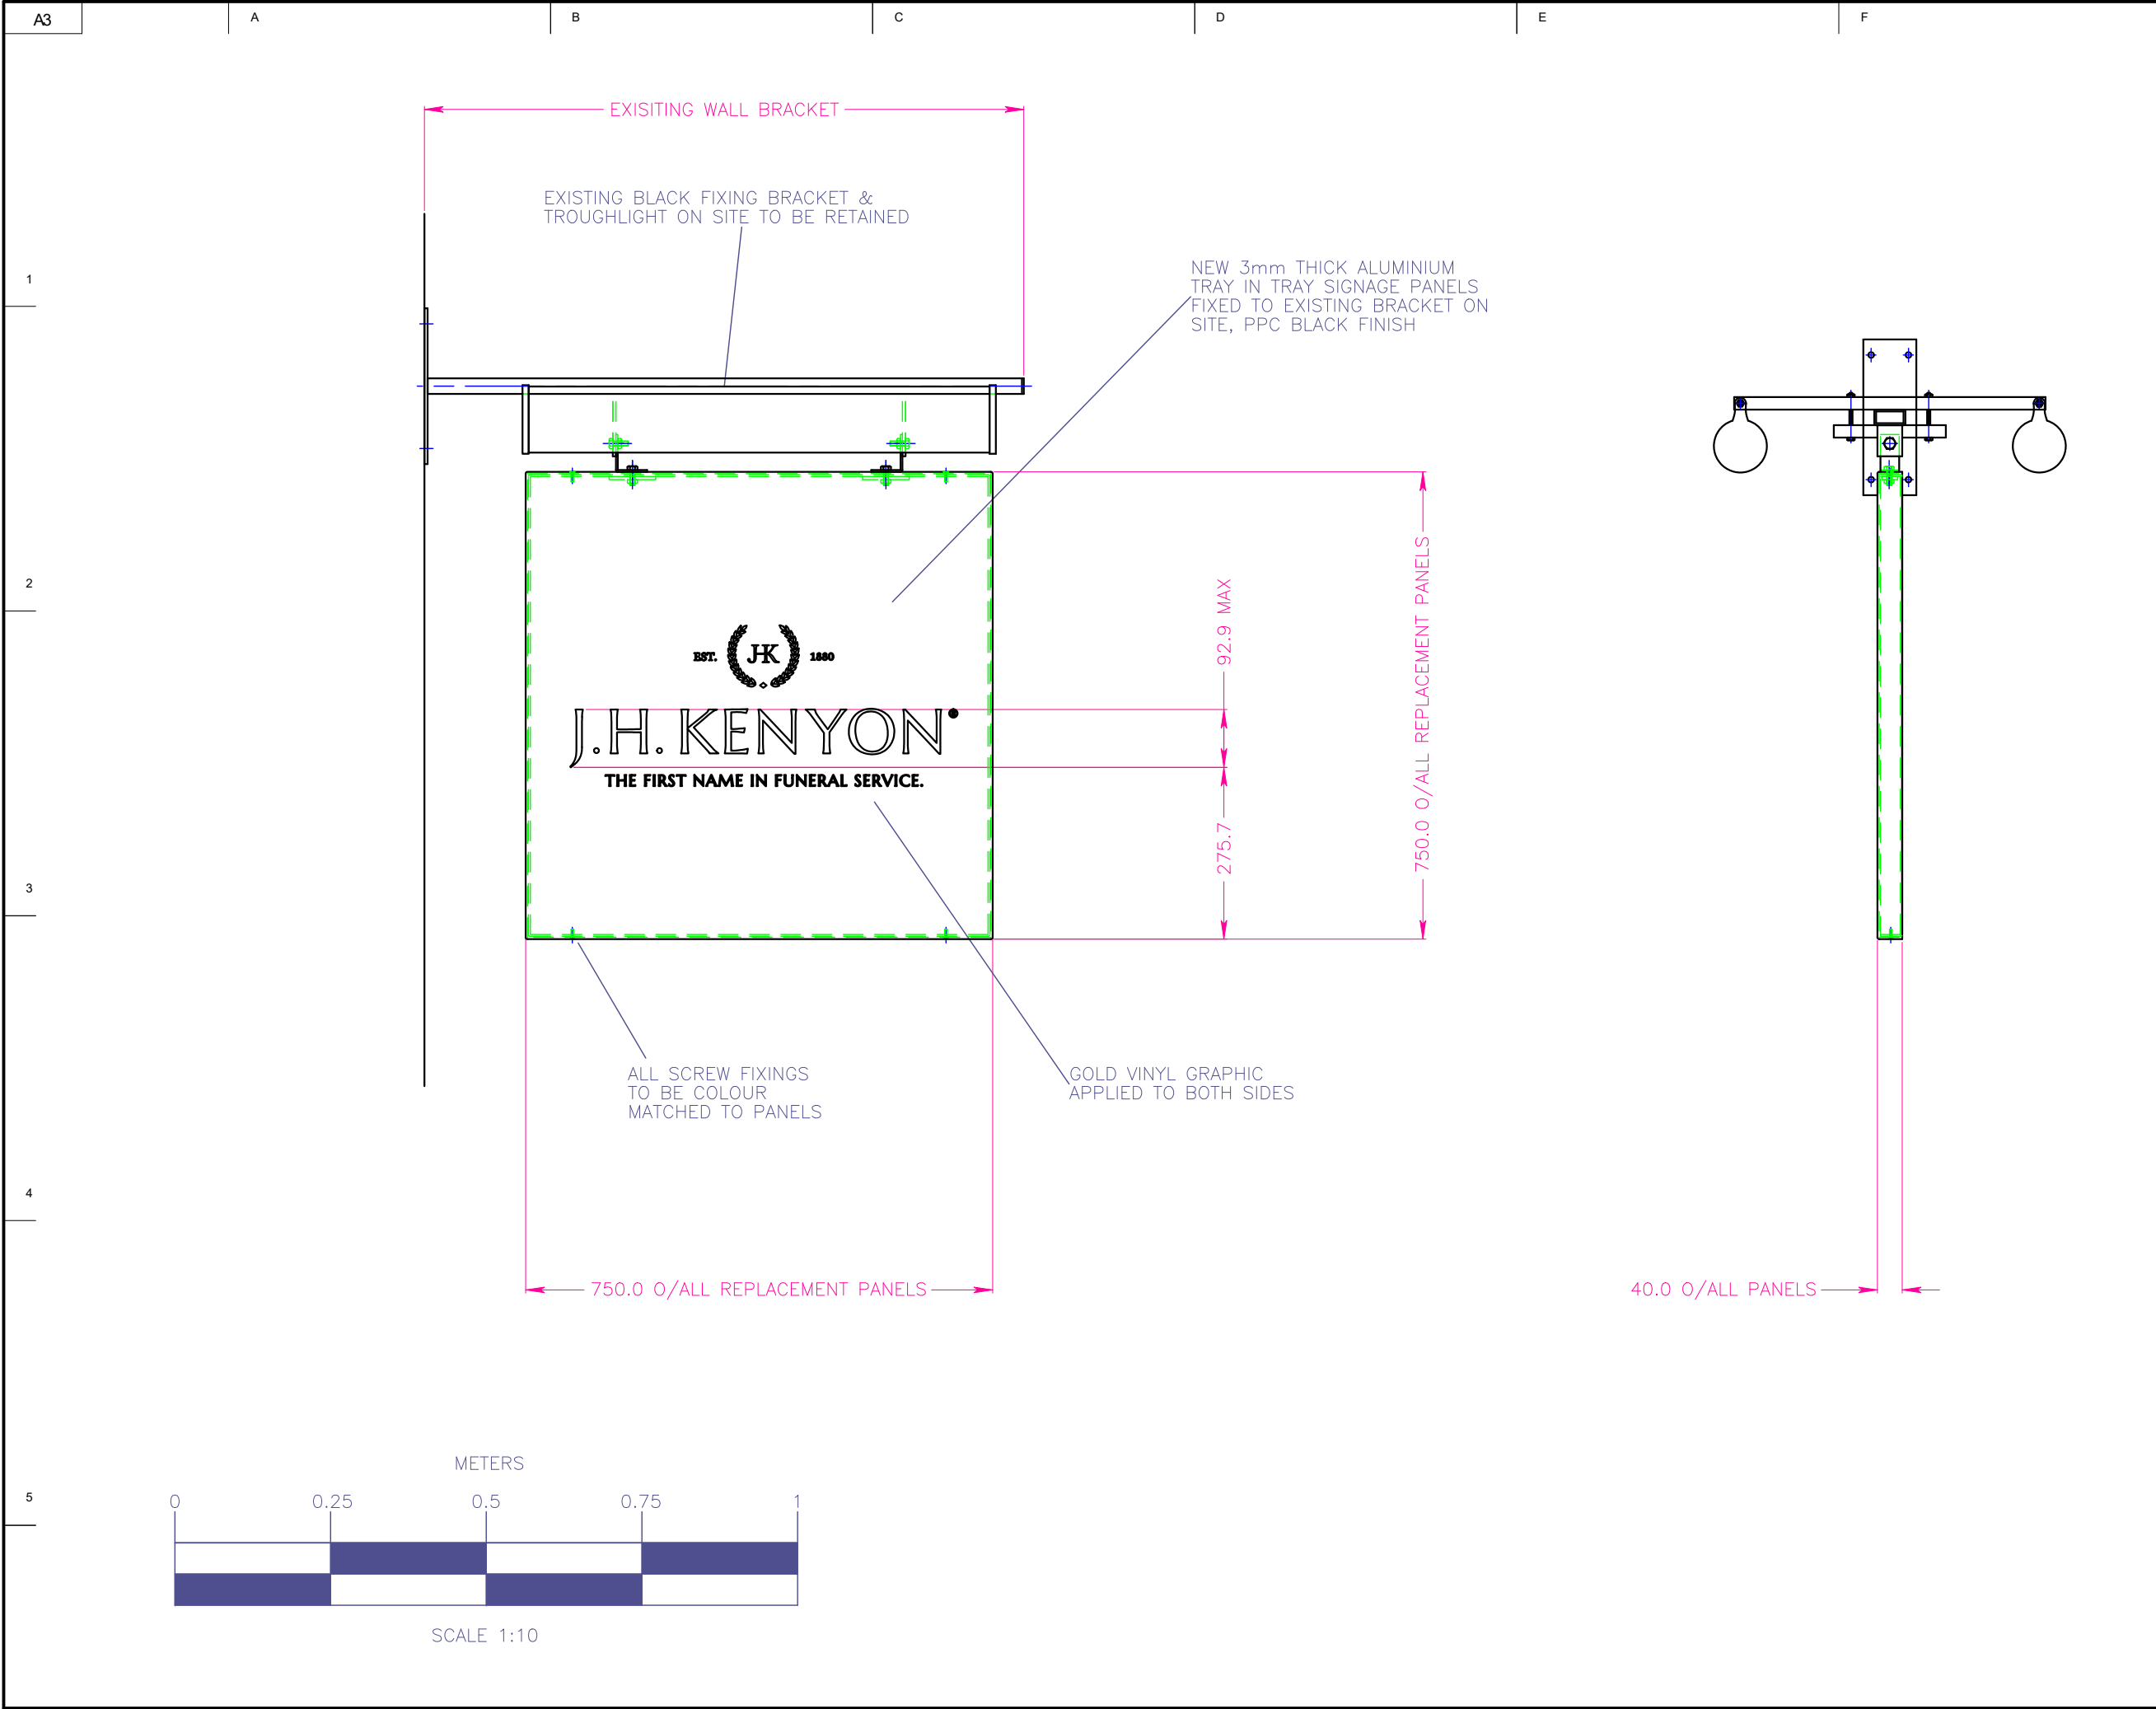 A3
A
B
C
D
E
F
EXISITING WALL BRACKET
EXISTING BLACK FIXING BRACKET &
TROUGHLIGHT ON SITE TO BE RETAINED
NEW 3mm THICK ALUMINIUM
TRAY IN TRAY SIGNAGE PANELS
FIXED TO EXISTING BRACKET ON
SITE, PPC BLACK FINISH
1
2
3
4
5
EST.
JHK
1880
J.H.KENYON
THE FIRST NAME IN FUNERAL SERVICE.
92.9 MAX
275.7
750.0 O/ALL REPLACEMENT PANELS
ALL SCREW FIXINGS
TO BE COLOUR
MATCHED TO PANELS
GOLD VINYL GRAPHIC
APPLIED TO BOTH SIDES
750.0 O/ALL REPLACEMENT PANELS
40.0 O/ALL PANELS
METERS
0 0.25 0.5 0.75 1
SCALE 1:10